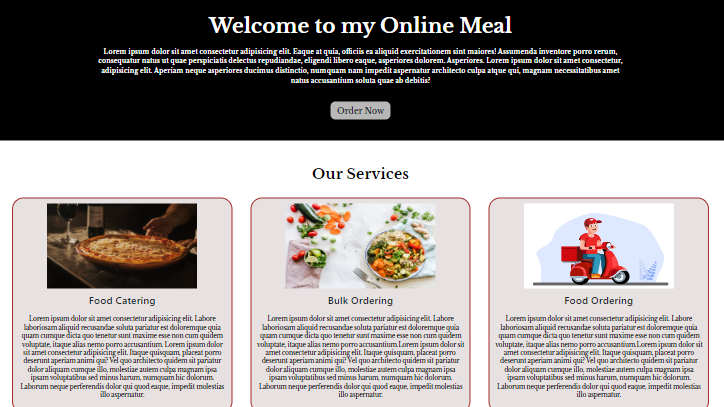 Welcome to my Online Meal
Lorem ipsum dolor sit amet consectetur adipisicing elit. Eaque at quia, officiis ea aliquid exercitationem sint maiores! Assumenda inventore porro rerum,
consequatur natus ut quae perspiciatis delectus repudiandae, eligendi libero eaque, asperiores dolorem. Asperiores. Lorem ipsum dolor sit amet consectetur,
adipisicing elit. Aperiam neque asperiores ducimus distinctio, numquam nam impedit aspernatur architecto culpa atque qui, magnam necessitatibus amet
natus accusantium soluta quae ab debitis?
Order Now
Our Services
Food Catering
Lorem ipsum dolor sit amet consectetur adipisicing elit. Labore
laboriosam aliquid recusandae soluta pariatur est doloremque quia
quam cumque dicta quo tenetur sunt maxime esse non cum quidem
voluptate, itaque alias nemo porro accusantium. Lorem ipsum dolor
sit amet consectetur adipisicing elit. Itaque quisquam, placeat porro
deserunt aperiam animi qui? Vel quo architecto quidem sit omnis
dolor aliquam cumque illo, molestiae autem culpa magnam ipsa
ipsum voluptatibus sed minus harum, numquam hic dolorum.
Laborum neque perferendis dolor qui quod eaque, impedit mollitia
illo aspernatur.
Bulk Ordering
Lorem ipsum dolor sit amet consectetur adipisicing elit. Labore
laboriosam aliquid recusandae soluta pariatur est doloremque quia
quam cumque dicta quo tenetur sunt maxime esse non cum quidem
voluptate, itaque alias nemo porro accusantium.Lorem ipsum dolor
sit amet consectetur adipisicing elit. Itaque quisquam, placeat porro
deserunt aperiam animi qui? Vel quo architecto quidem sit omnis
dolor aliquam cumque illo, molestiae autem culpa magnam ipsa
ipsum voluptatibus sed minus harum, numquam hic dolorum.
Laborum neque perferendis dolor qui quod eaque, impedit mollitia
illo aspernatur.
Food Ordering
Lorem ipsum dolor sit amet consectetur adipisicing elit. Labore
laboriosam aliquid recusandae soluta pariatur est doloremque quia
quam cumque dicta quo tenetur sunt maxime esse non cum quidem
voluptate, itaque alias nemo porro accusantium.Lorem ipsum dolor
sit amet consectetur adipisicing elit. Itaque quisquam, placeat porro
deserunt aperiam animi qui? Vel quo architecto quidem sit omnis
dolor aliquam cumque illo, molestiae autem culpa magnam ipsa
ipsum voluptatibus sed minus harum, numquam hic dolorum.
Laborum neque perferendis dolor qui quod eaque, impedit mollitia
illo aspernatur.